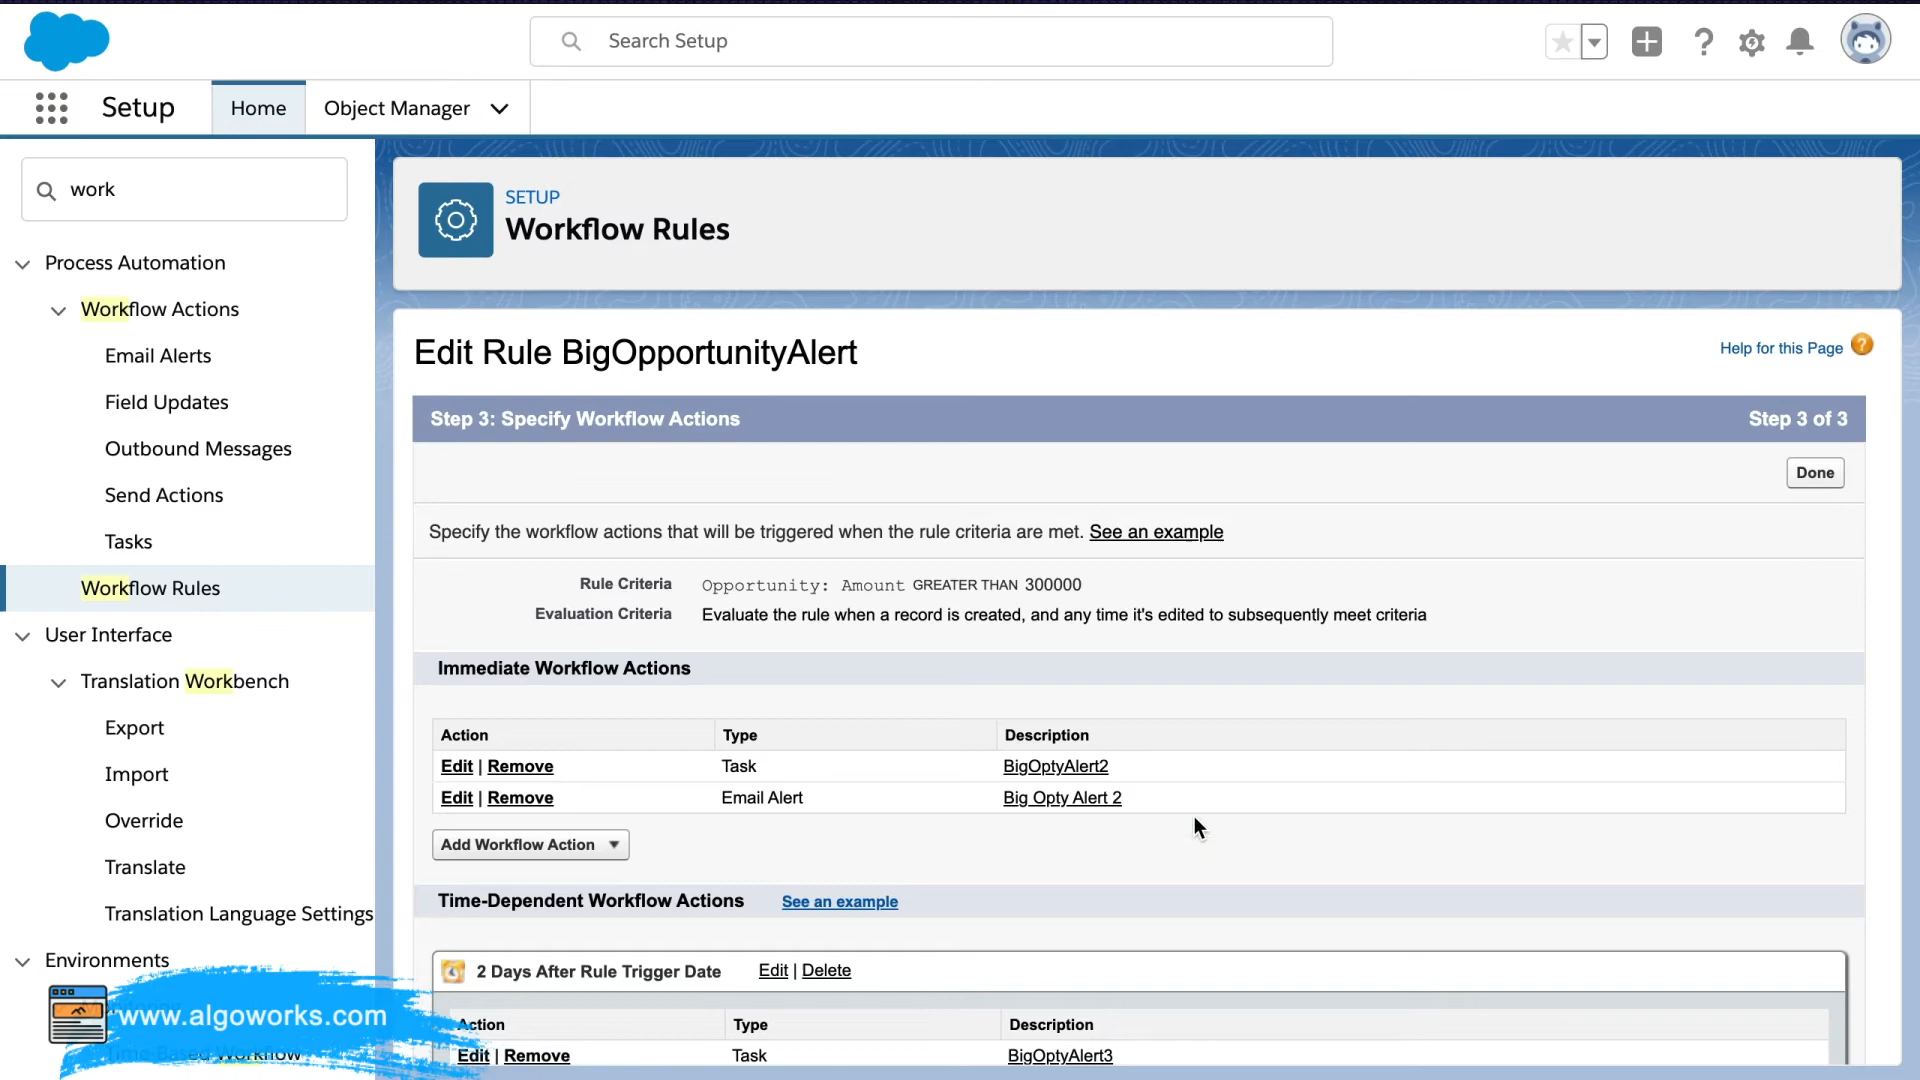 Search Setup
Setup
Home
Object Manager
work
Process Automation
Workflow Actions
Email Alerts
Field Updates
Outbound Messages
Send Actions
Tasks
Workflow Rules
User Interface
Translation Workbench
Export
Import
Override
Translate
Translation Language Settings
Environments
Monitoring
Time-Based Workflow
www.algoworks.com
SETUP
Workflow Rules
Edit Rule BigOpportunityAlert
Help for this Page ?
Step 3: Specify Workflow Actions Step 3 of 3
Done
Specify the workflow actions that will be triggered when the rule criteria are met. See an example
Rule Criteria Opportunity: Amount GREATER THAN 300000
Evaluation Criteria Evaluate the rule when a record is created, and any time it's edited to subsequently meet criteria
Immediate Workflow Actions
Action Type Description
Edit | Remove Task BigOptyAlert2
Edit | Remove Email Alert Big Opty Alert 2
Add Workflow Action
Time-Dependent Workflow Actions See an example
2 Days After Rule Trigger Date Edit | Delete
Action Type Description
Edit | Remove Task BigOptyAlert3